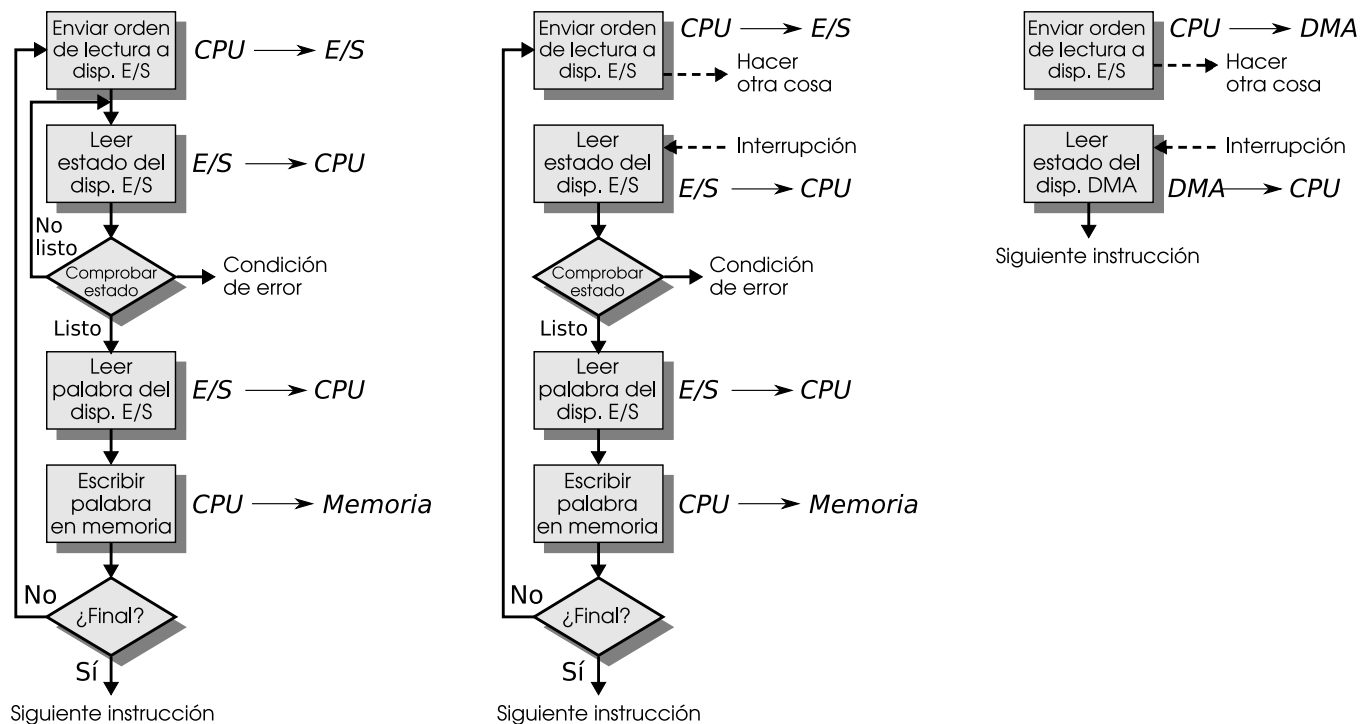 Enviar orden
de lectura a
disp. E/S
CPU
E/S
Leer
estado del
disp. E/S
E/S
CPU
No
listo
Comprobar
estado
Condición
de error
Listo
Leer
palabra del
disp. E/S
E/S
CPU
Escribir
palabra
en memoria
CPU
Memoria
No
¿Final?
Sí
Siguiente instrucción
Enviar orden
de lectura a
disp. E/S
CPU
E/S
Hacer
otra cosa
Leer
estado del
disp. E/S
Interrupción
E/S
CPU
Comprobar
estado
Condición
de error
Listo
Leer
palabra del
disp. E/S
E/S
CPU
Escribir
palabra
en memoria
CPU
Memoria
No
¿Final?
Sí
Siguiente instrucción
Enviar orden
de lectura a
disp. E/S
CPU
DMA
Hacer
otra cosa
Leer
estado del
disp. DMA
Interrupción
DMA
CPU
Siguiente instrucción